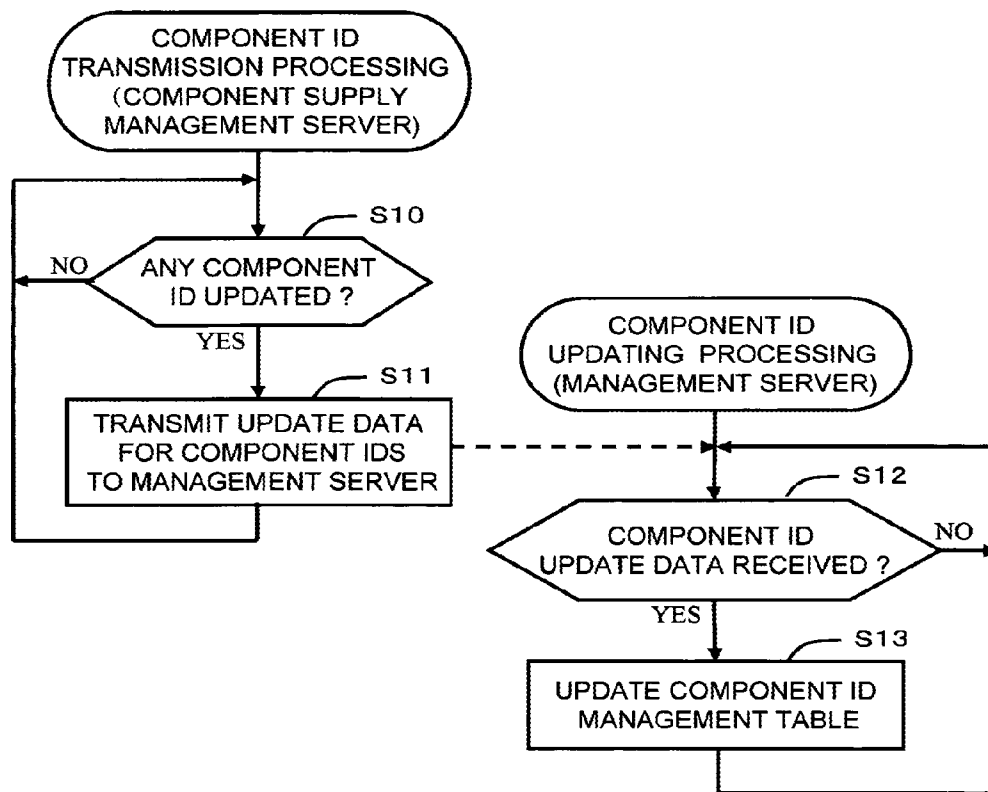 COMPONENT ID
TRANSMISSION PROCESSING
(COMPONENT SUPPLY
MANAGEMENT SERVER)
S10
NO
ANY COMPONENT
ID UPDATED ?
YES
S11
TRANSMIT UPDATE DATA
FOR COMPONENT IDS
TO MANAGEMENT SERVER
COMPONENT ID
UPDATING PROCESSING
(MANAGEMENT SERVER)
S12
COMPONENT ID
UPDATE DATA RECEIVED ?
NO
YES
S13
UPDATE COMPONENT ID
MANAGEMENT TABLE